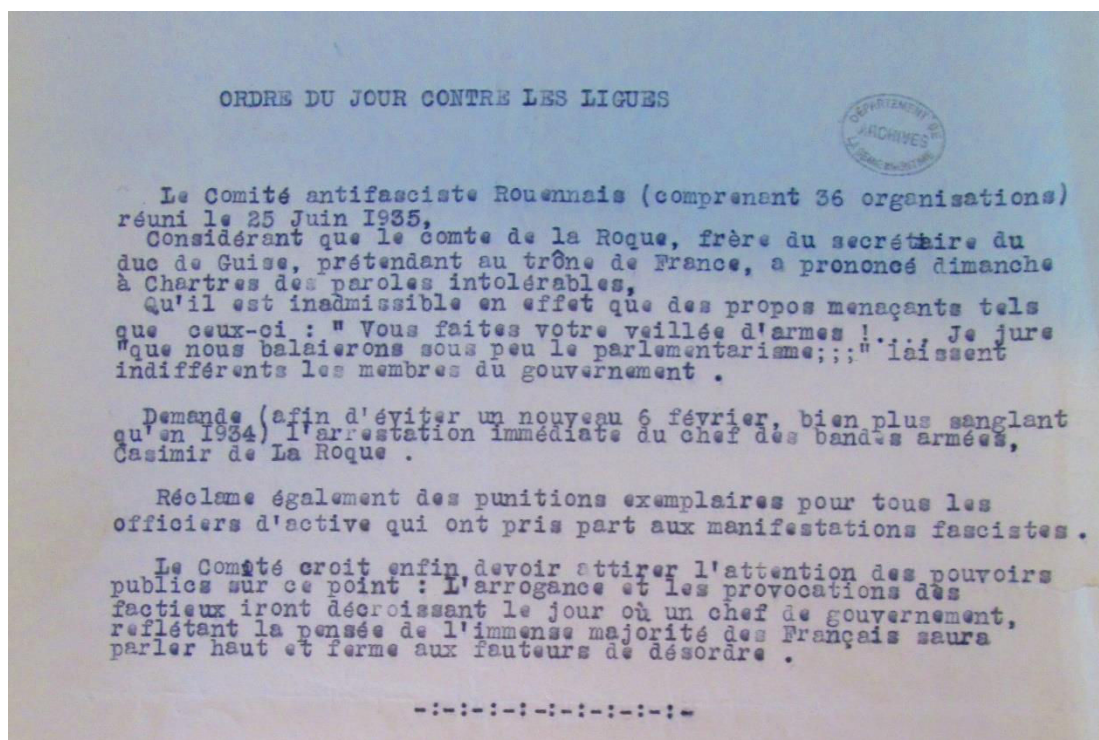 ORDRE DU JOUR CONTRE LES LIGUES
DÉPARTEMENT DE
ARCHIVES
LA SEINE
Le Comité antifasciste Rouennais (comprenant 36 organisations)
réuni le 25 Juin I935,
Considérant que le comte de la Roque, frère du secrétaire du
duc de Guise, prétendant au trône de France, a prononcé dimanche
à Chartres des paroles intolérables,
Qu'il est inadmissible en effet que des propos menaçants tels
que ceux-ci : " Vous faites votre veillée d'armes !.... Je jure
"que nous balaierons sous peu le parlementarisme;;;" laissent
indifférents les membres du gouvernement .
Demande (afin d'éviter un nouveau 6 février, bien plus sanglant
qu'en I934) l'arrestation immédiate du chef des bandes armées,
Casimir de La Roque .
Réclame également des punitions exemplaires pour tous les
officiers d'active qui ont pris part aux manifestations fascistes .
Le Comité croit enfin devoir attirer l'attention des pouvoirs
publics sur ce point : L'arrogance et les provocations des
factieux iront décroissant le jour où un chef de gouvernement,
reflétant la pensée de l'immense majorité des Français saura
parler haut et ferme aux fauteurs de désordre .
-:-:-:-:-:-:-:-:-:-